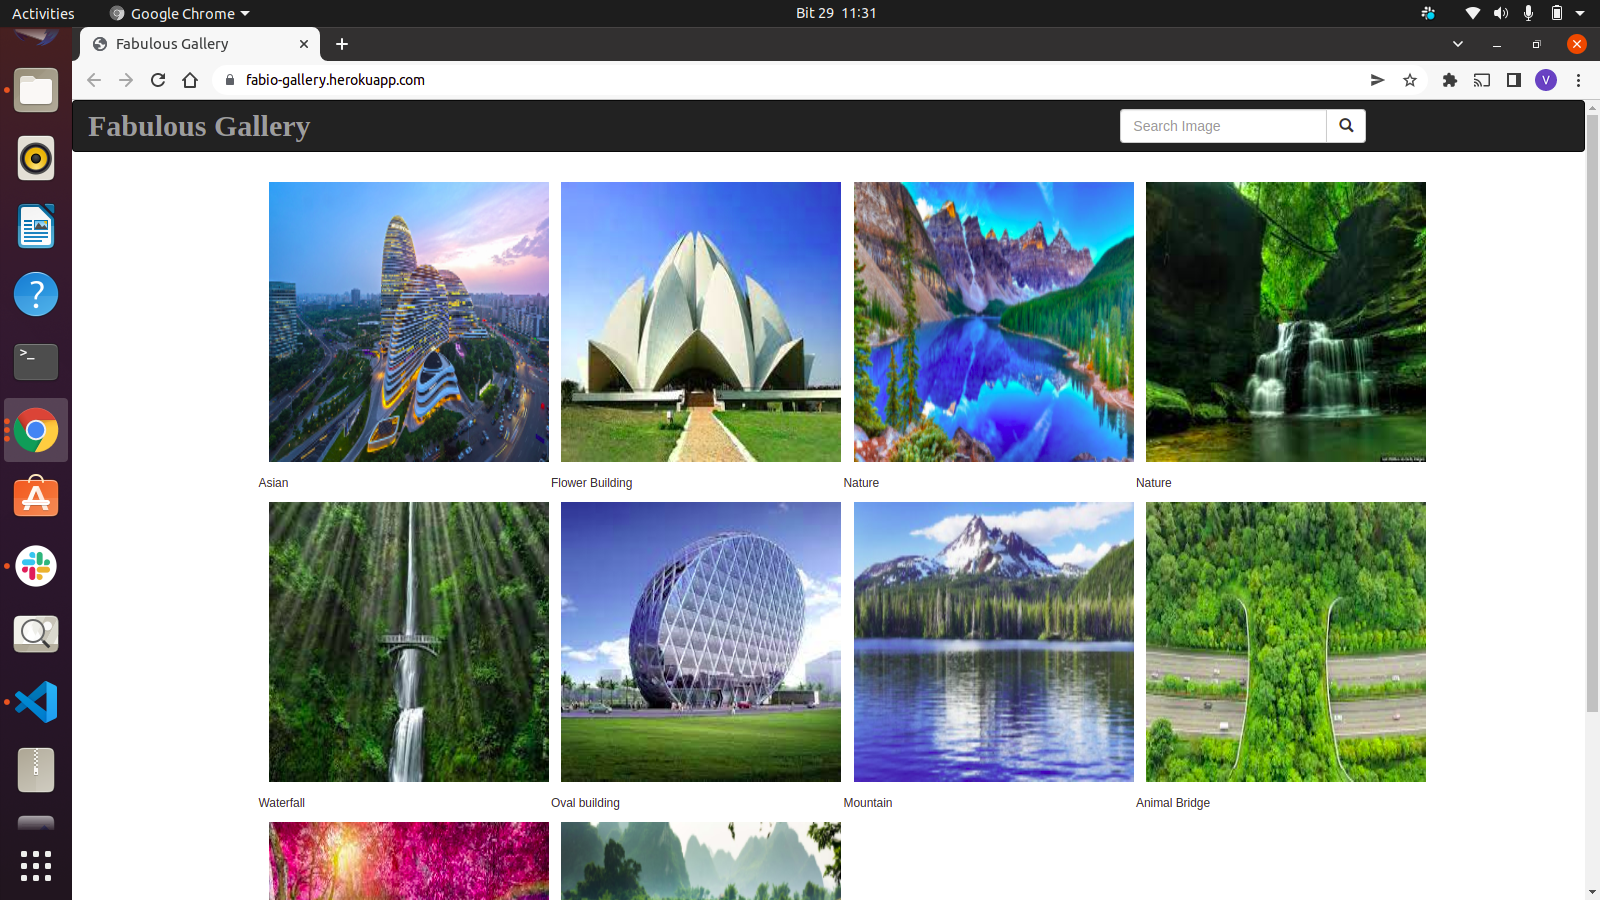 Activities
Google Chrome
Bit 29 11:31
Fabulous Gallery
fabio-gallery.herokuapp.com
V
Fabulous Gallery
Search Image
Asian
Flower Building
Nature
Nature
Waterfall
Oval building
Mountain
Animal Bridge